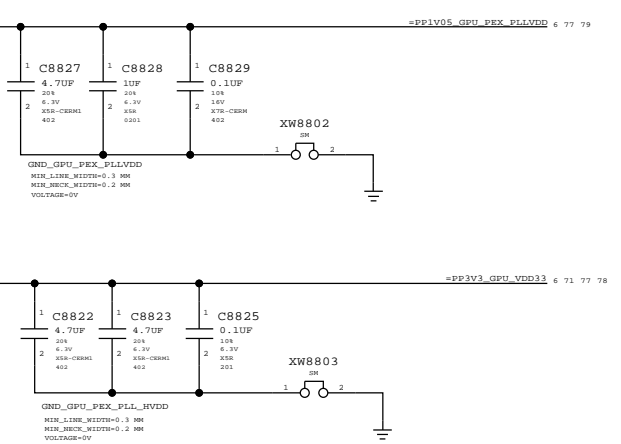 =PP1V05_GPU_PEX_PLLVDD 6 77 79
1 C8827
4.7UF
20%
6.3V
2 X5R-CERM1
402
1 C8828
1UF
20%
6.3V
2 X5R
0201
1 C8829
0.1UF
10%
16V
2 X7R-CERM
402
XW8802
SM
1 2
GND_GPU_PEX_PLLVDD
MIN_LINE_WIDTH=0.3 MM
MIN_NECK_WIDTH=0.2 MM
VOLTAGE=0V
=PP3V3_GPU_VDD33 6 71 77 78
1 C8822
4.7UF
20%
6.3V
2 X5R-CERM1
402
1 C8823
4.7UF
20%
6.3V
2 X5R-CERM1
402
1 C8825
0.1UF
10%
6.3V
2 X5R
201
XW8803
SM
1 2
GND_GPU_PEX_PLL_HVDD
MIN_LINE_WIDTH=0.3 MM
MIN_NECK_WIDTH=0.2 MM
VOLTAGE=0V